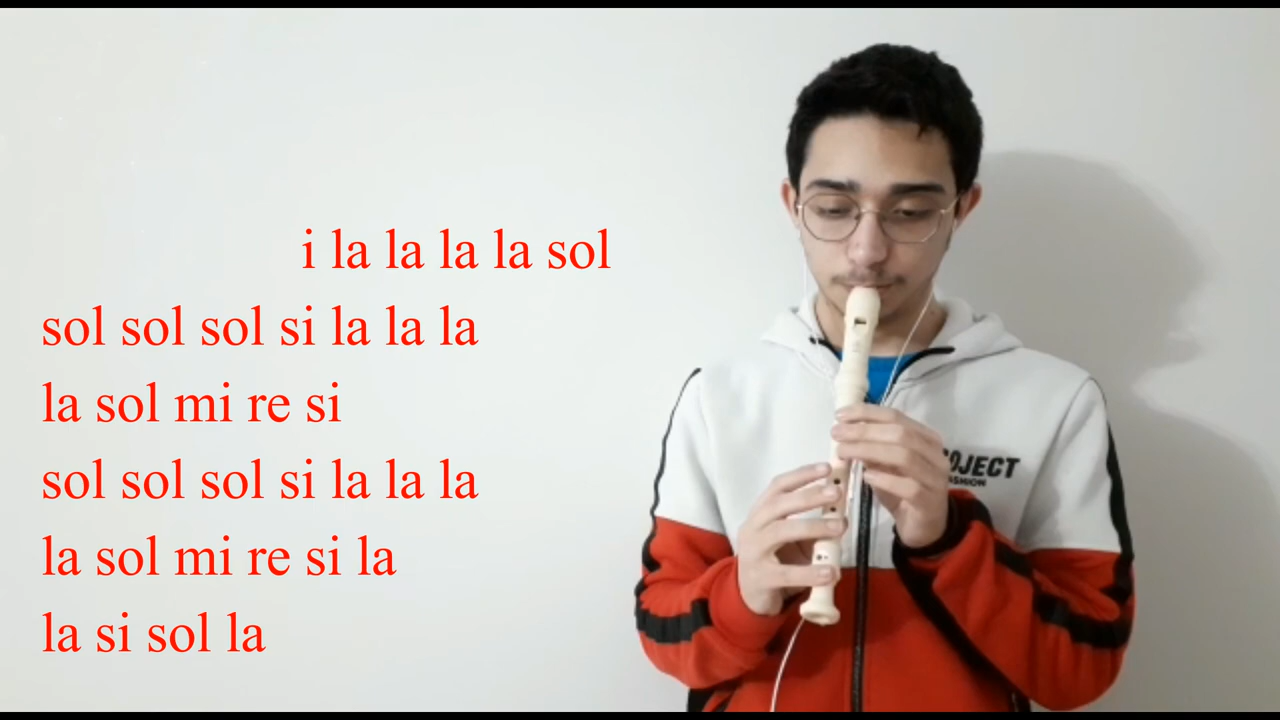 i la la la la sol
sol sol sol si la la la
la sol mi re si
sol sol sol si la la la
la sol mi re si la
la si sol la
OJECT